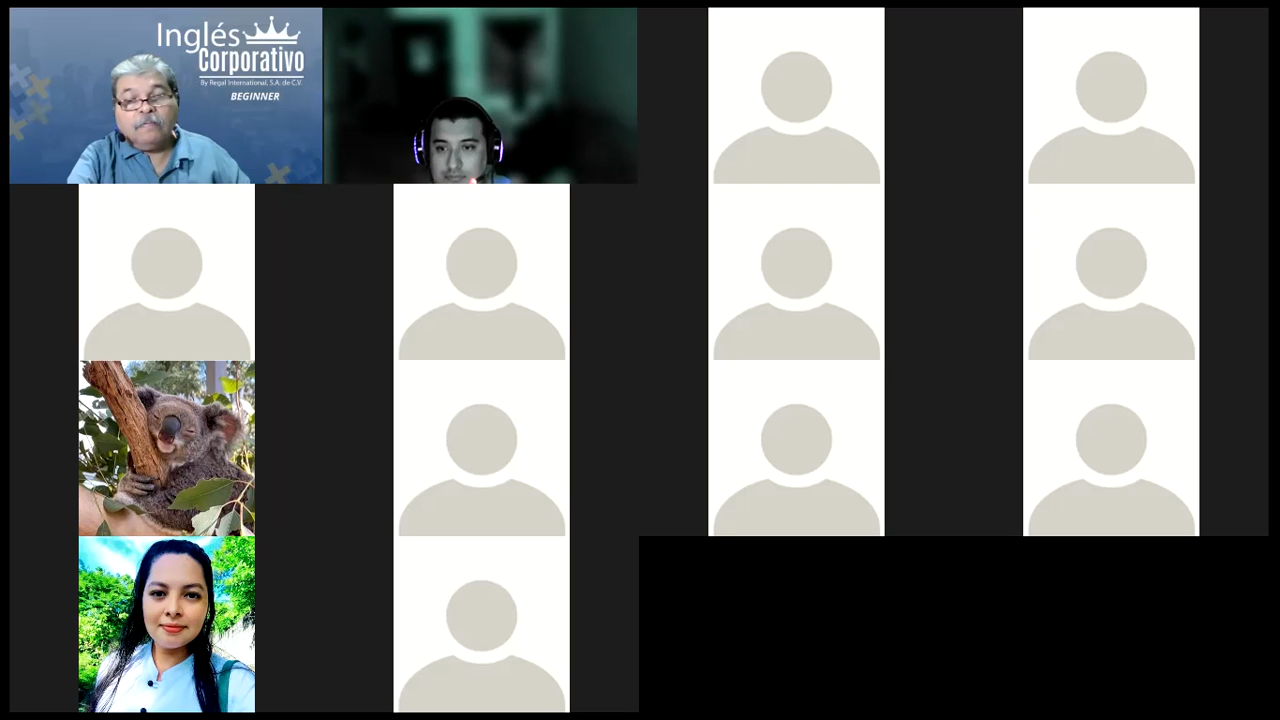 Inglés
Corporativo
By Regal International, S.A. de C.V.
BEGINNER